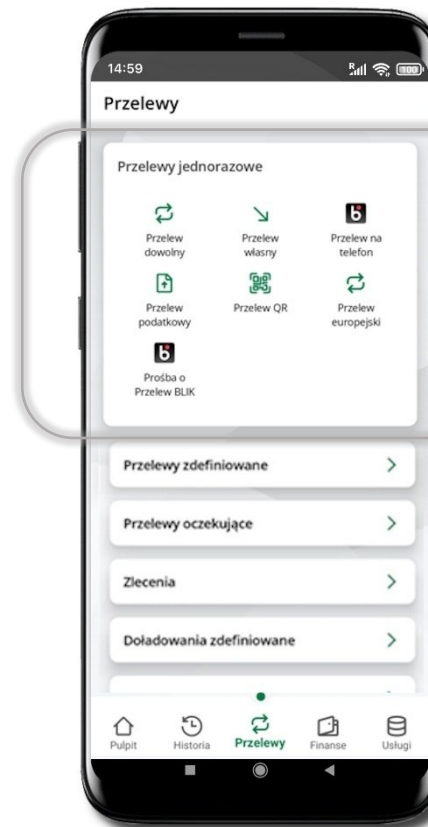 14:59
R
100
Przelewy
Przelewy jednorazowe
Przelew
dowolny
Przelew
własny
Przelew na
telefon
Przelew
podatkowy
Przelew QR
Przelew
europejski
Prośba o
Przelew BLIK
Przelewy zdefiniowane
Przelewy oczekujące
Zlecenia
Doładowania zdefiniowane
Pulpit
Historia
Przelewy
Finanse
Usługi